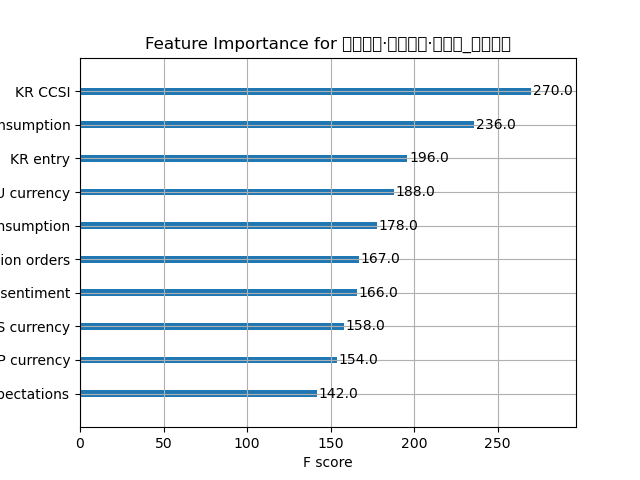 Feature Importance for ····
KR CCSI 270.0
nsumption 236.0
KR entry 196.0
U currency 188.0
nsumption 178.0
ion orders 167.0
sentiment 166.0
S currency 158.0
P currency 154.0
pectations 142.0
0 50 100 150 200 250
F score